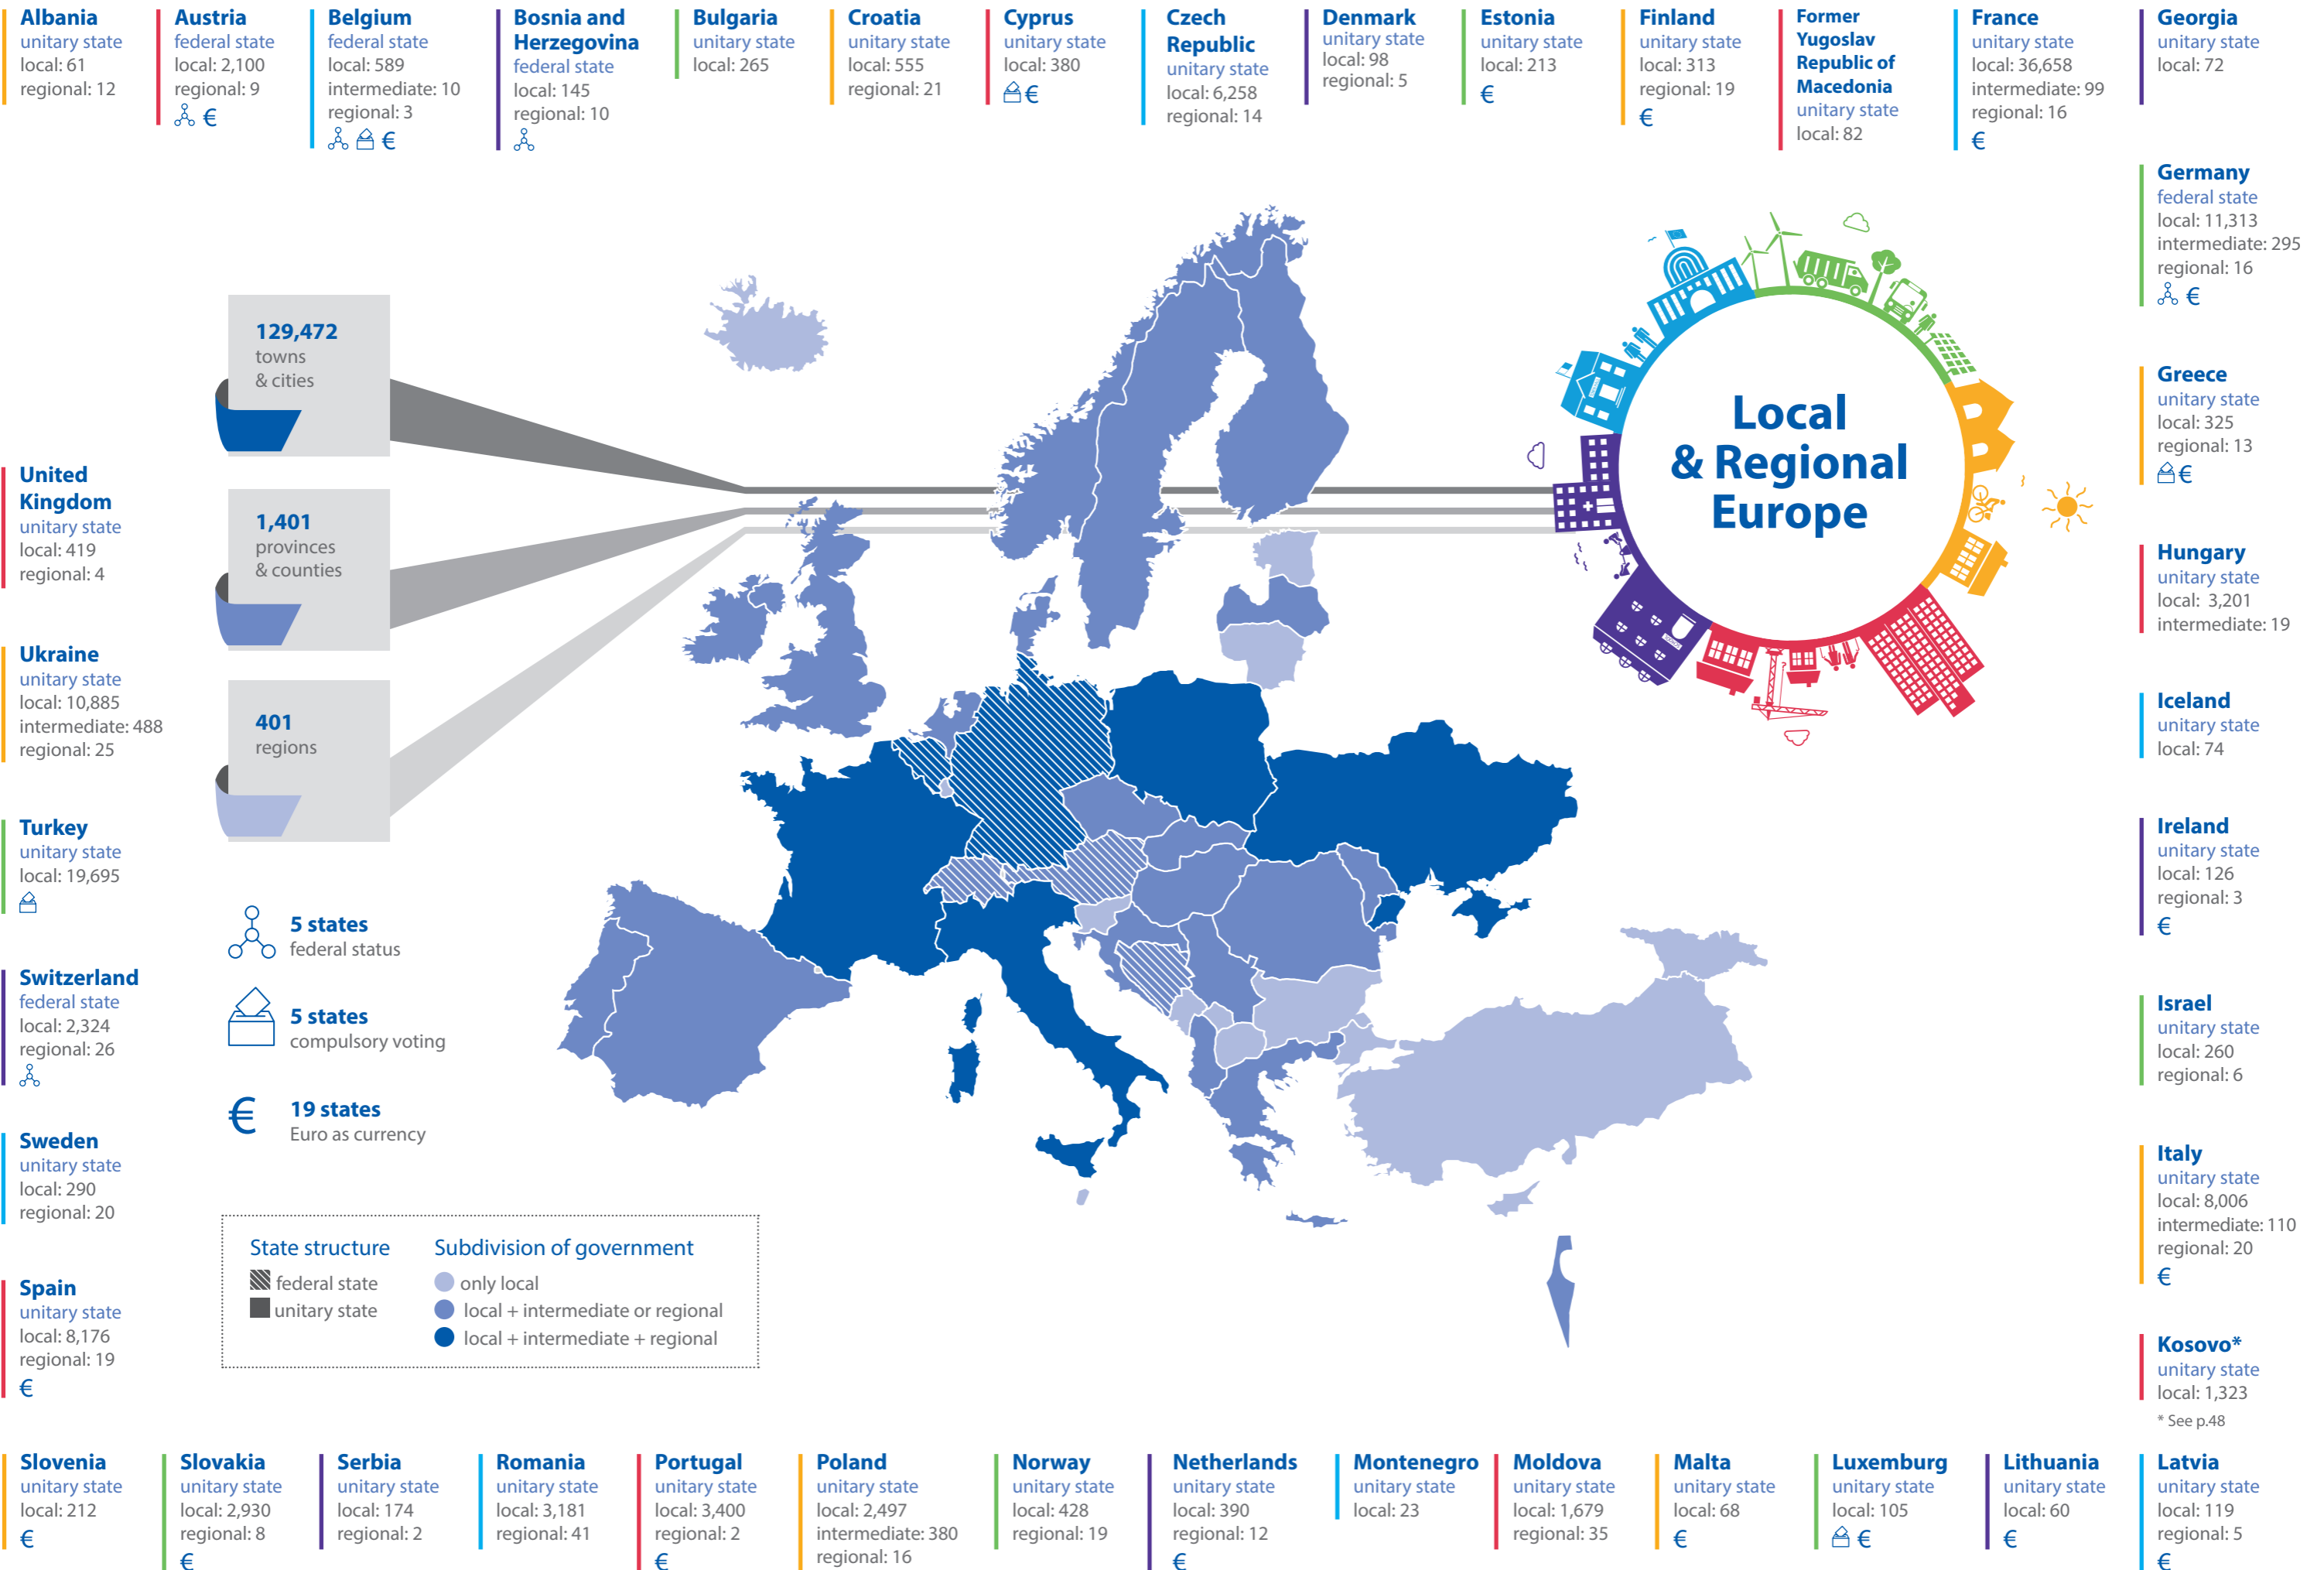 Albania
unitary state
local: 61
regional: 12
Austria
federal state
local: 2,100
regional: 9
€
Belgium
federal state
local: 589
intermediate: 10
regional: 3
€
Bosnia and
Herzegovina
federal state
local: 145
regional: 10
Bulgaria
unitary state
local: 265
Croatia
unitary state
local: 555
regional: 21
Cyprus
unitary state
local: 380
€
Czech
Republic
unitary state
local: 6,258
regional: 14
Denmark
unitary state
local: 98
regional: 5
Estonia
unitary state
local: 213
€
Finland
unitary state
local: 313
regional: 19
€
Former
Yugoslav
Republic of
Macedonia
unitary state
local: 82
France
unitary state
local: 36,658
intermediate: 99
regional: 16
€
Georgia
unitary state
local: 72
Germany
federal state
local: 11,313
intermediate: 295
regional: 16
€
Greece
unitary state
local: 325
regional: 13
€
Hungary
unitary state
local: 3,201
intermediate: 19
Iceland
unitary state
local: 74
Ireland
unitary state
local: 126
regional: 3
€
Israel
unitary state
local: 260
regional: 6
Italy
unitary state
local: 8,006
intermediate: 110
regional: 20
€
Kosovo*
unitary state
local: 1,323
* See p.48
Latvia
unitary state
local: 119
regional: 5
€
Lithuania
unitary state
local: 60
€
Luxemburg
unitary state
local: 105
€
Malta
unitary state
local: 68
€
Moldova
unitary state
local: 1,679
regional: 35
Montenegro
unitary state
local: 23
Netherlands
unitary state
local: 390
regional: 12
€
Norway
unitary state
local: 428
regional: 19
Poland
unitary state
local: 2,497
intermediate: 380
regional: 16
Portugal
unitary state
local: 3,400
regional: 2
€
Romania
unitary state
local: 3,181
regional: 41
Serbia
unitary state
local: 174
regional: 2
Slovakia
unitary state
local: 2,930
regional: 8
€
Slovenia
unitary state
local: 212
€
Spain
unitary state
local: 8,176
regional: 19
€
Sweden
unitary state
local: 290
regional: 20
Switzerland
federal state
local: 2,324
regional: 26
Turkey
unitary state
local: 19,695
Ukraine
unitary state
local: 10,885
intermediate: 488
regional: 25
United
Kingdom
unitary state
local: 419
regional: 4
129,472
towns
& cities
1,401
provinces
& counties
401
regions
5 states
federal status
5 states
compulsory voting
€
19 states
Euro as currency
State structure
federal state
unitary state
Subdivision of government
only local
local + intermediate or regional
local + intermediate + regional
Local
& Regional
Europe